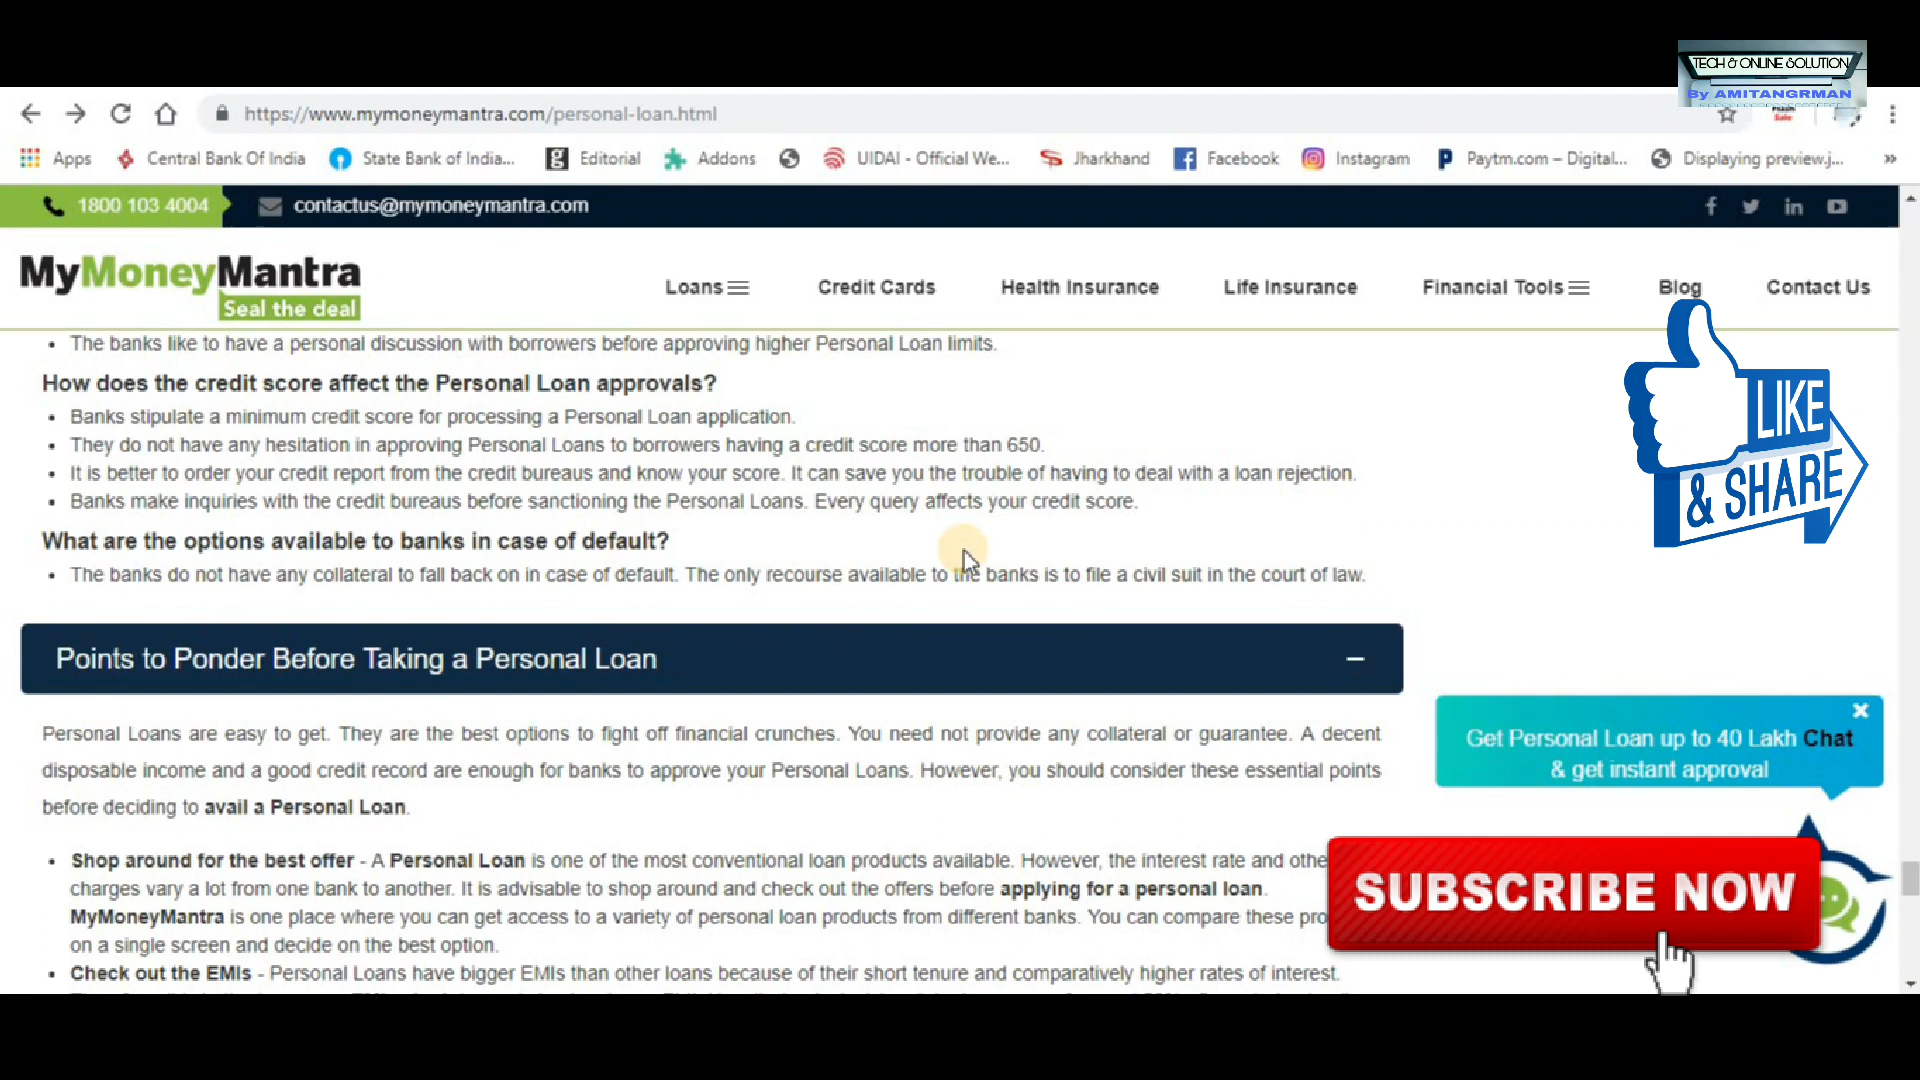 TECH & ONLINE SOLUTION
By AMITANGRMAN
https://www.mymoneymantra.com/personal-loan.html
Sale
Apps Central Bank Of India State Bank of India... Editorial Addons UIDAI - Official We... Jharkhand Facebook Instagram Paytm.com – Digital... Displaying preview.j... »
1800 103 4004 contactus@mymoneymantra.com
MyMoneyMantra
Seal the deal
Loans Credit Cards Health Insurance Life Insurance Financial Tools Blog Contact Us
• The banks like to have a personal discussion with borrowers before approving higher Personal Loan limits.
How does the credit score affect the Personal Loan approvals?
• Banks stipulate a minimum credit score for processing a Personal Loan application.
• They do not have any hesitation in approving Personal Loans to borrowers having a credit score more than 650.
• It is better to order your credit report from the credit bureaus and know your score. It can save you the trouble of having to deal with a loan rejection.
• Banks make inquiries with the credit bureaus before sanctioning the Personal Loans. Every query affects your credit score.
LIKE
& SHARE
What are the options available to banks in case of default?
• The banks do not have any collateral to fall back on in case of default. The only recourse available to the banks is to file a civil suit in the court of law.
Points to Ponder Before Taking a Personal Loan
Personal Loans are easy to get. They are the best options to fight off financial crunches. You need not provide any collateral or guarantee. A decent
disposable income and a good credit record are enough for banks to approve your Personal Loans. However, you should consider these essential points
before deciding to avail a Personal Loan.
Get Personal Loan up to 40 Lakh Chat
& get instant approval
• Shop around for the best offer - A Personal Loan is one of the most conventional loan products available. However, the interest rate and othe
charges vary a lot from one bank to another. It is advisable to shop around and check out the offers before applying for a personal loan.
MyMoneyMantra is one place where you can get access to a variety of personal loan products from different banks. You can compare these pro
on a single screen and decide on the best option.
• Check out the EMIs - Personal Loans have bigger EMIs than other loans because of their short tenure and comparatively higher rates of interest.
SUBSCRIBE NOW